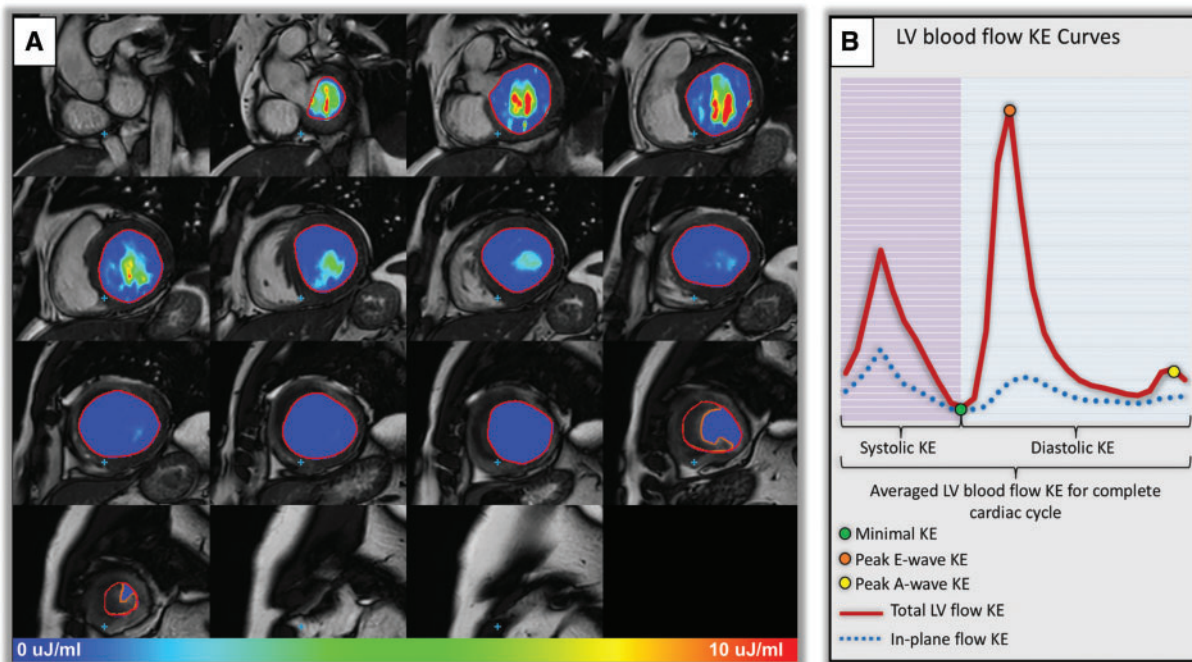 A
0 uJ/ml
10 uJ/ml
B
LV blood flow KE Curves
Systolic KE
Diastolic KE
Averaged LV blood flow KE for complete
cardiac cycle
Minimal KE
Peak E-wave KE
Peak A-wave KE
Total LV flow KE
In-plane flow KE